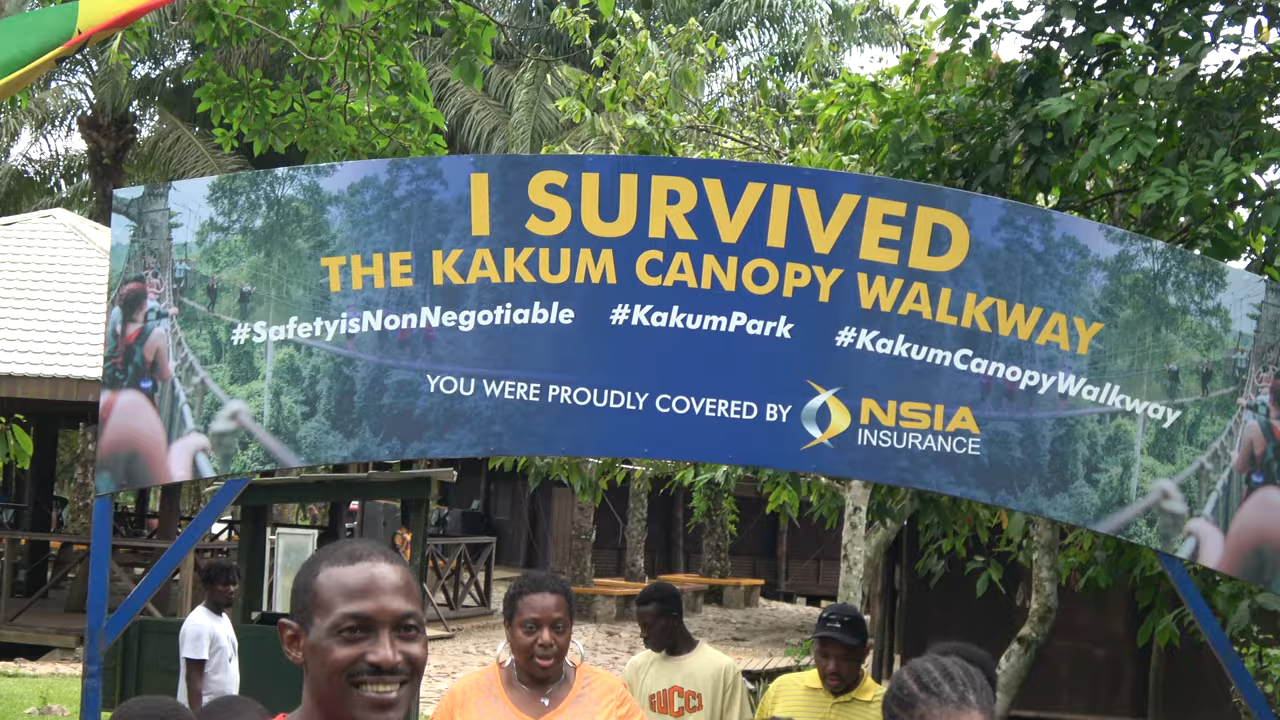 I SURVIVED
THE KAKUM CANOPY WALKWAY
#SafetyisNonNegotiable #KakumPark #KakumCanopyWalkway
YOU WERE PROUDLY COVERED BY NSIA
INSURANCE
GUCCI